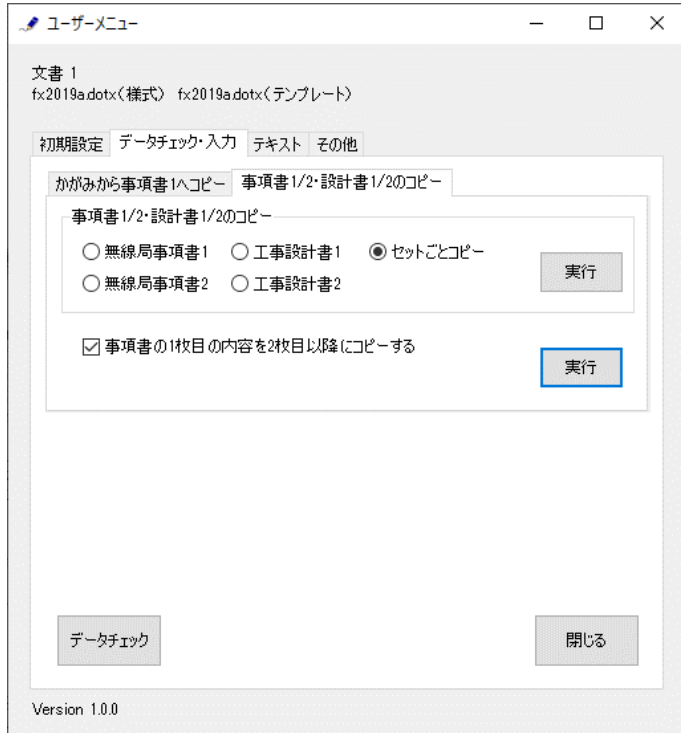 ユーザーメニュー
文書 1
fx2019a.dotx(様式) fx2019a.dotx(テンプレート)
初期設定 データチェック・入力 テキスト その他
かがみから事項書1へコピー 事項書1/2・設計書1/2のコピー
事項書1/2・設計書1/2のコピー
無線局事項書1 工事設計書1 セットごとコピー
実行
無線局事項書2 工事設計書2
事項書の1枚目の内容を2枚目以降にコピーする
実行
データチェック 閉じる
Version 1.0.0